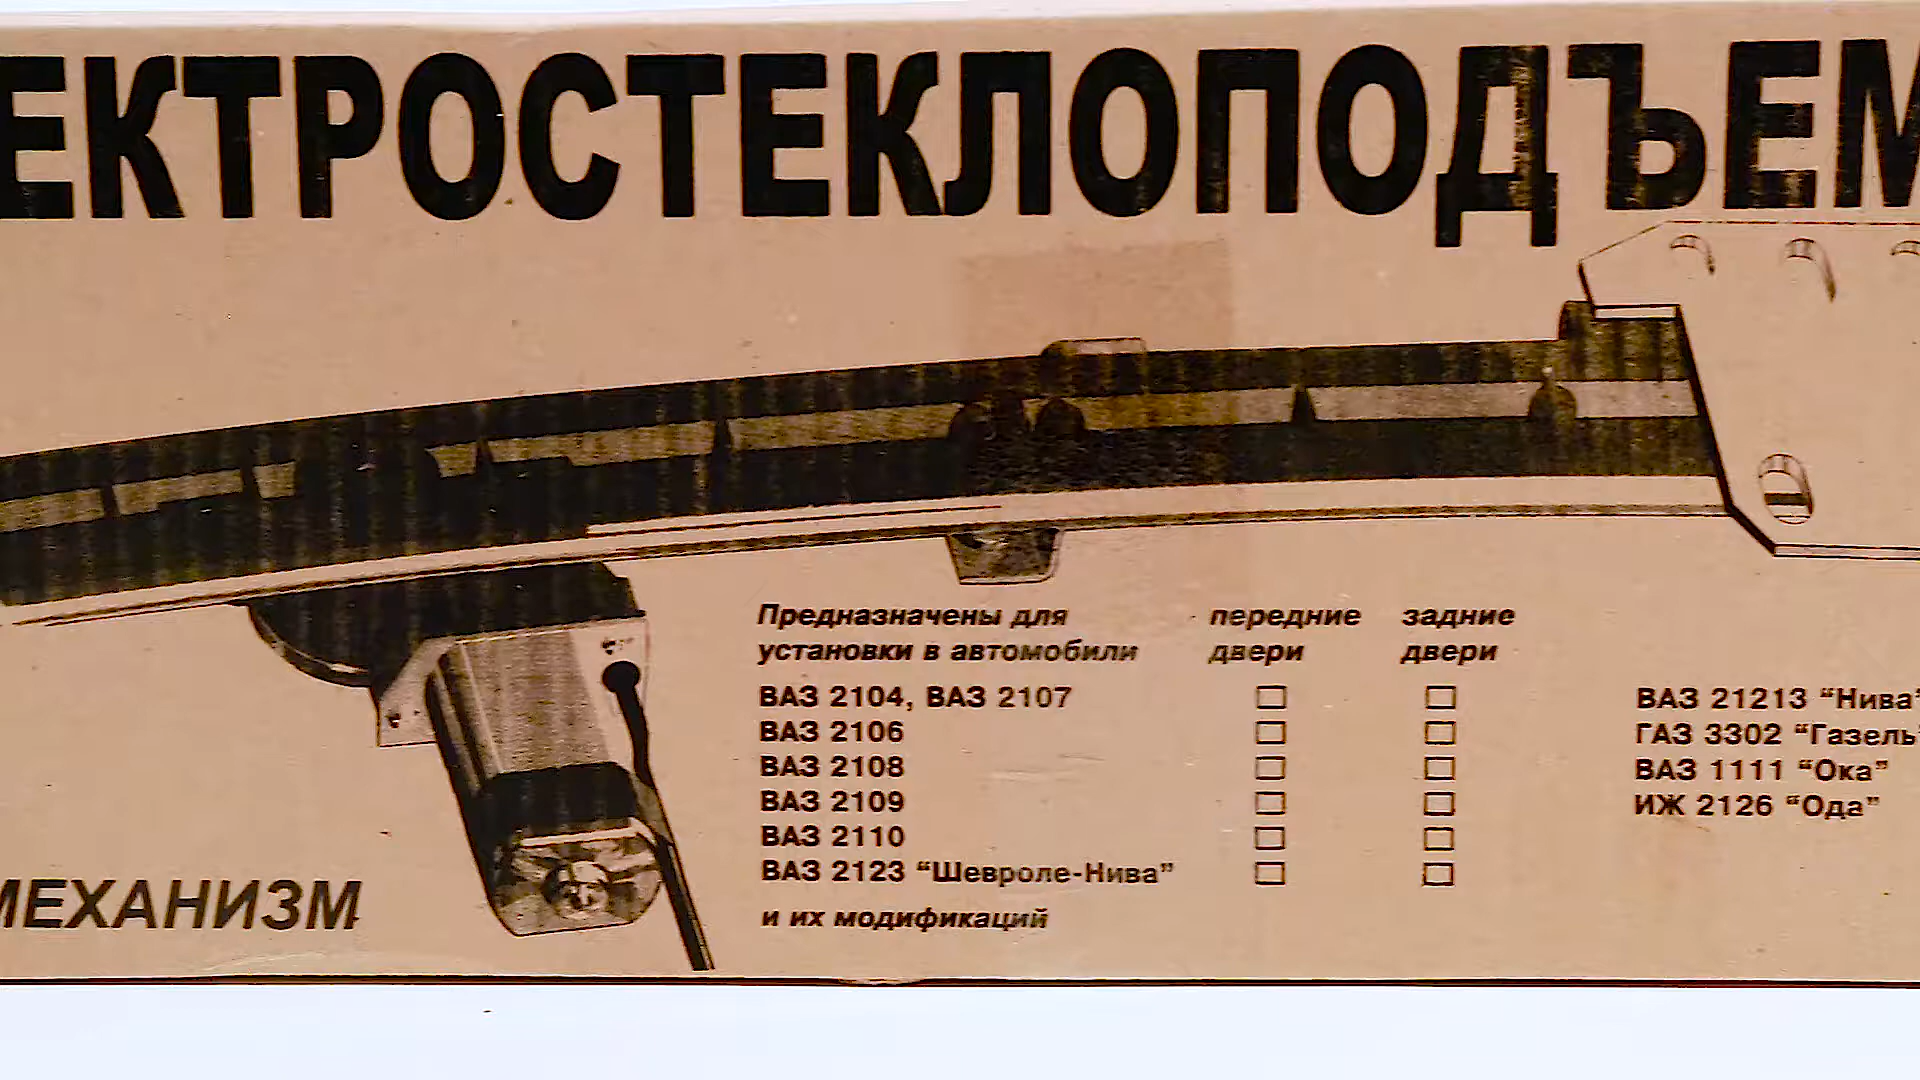 ЕКТРОСТЕКЛОПОДЪЕМ
Предназначены для передние задние
установки в автомобили двери двери
ВАЗ 2104, ВАЗ 2107
ВАЗ 2106
ВАЗ 2108
ВАЗ 2109
ВАЗ 2110
ВАЗ 2123 “Шевроле-Нива”
и их модификаций
ВАЗ 21213 “Нива”
ГАЗ 3302 “Газель”
ВАЗ 1111 “Ока”
ИЖ 2126 “Ода”
МЕХАНИЗМ